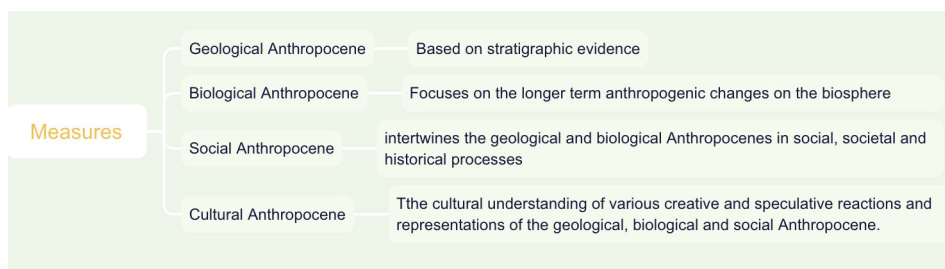 Measures
Geological Anthropocene
Based on stratigraphic evidence
Biological Anthropocene
Focuses on the longer term anthropogenic changes on the biosphere
Social Anthropocene
intertwines the geological and biological Anthropocenes in social, societal and
historical processes
Cultural Anthropocene
Tthe cultural understanding of various creative and speculative reactions and
representations of the geological, biological and social Anthropocene.